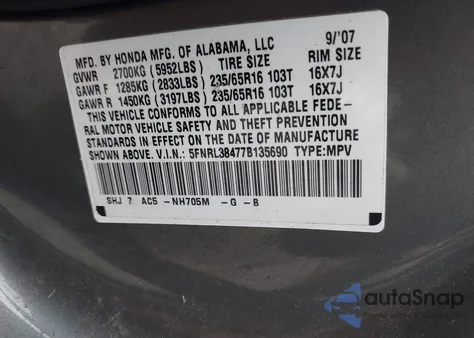 MFD. BY HONDA MFG. OF ALABAMA, LLC 9/'07
GVWR 2700KG (5952LBS) TIRE SIZE RIM SIZE
GAWR F 1285KG (2833LBS) 235/65R16 103T 16X7J
GAWR R 1450KG (3197LBS) 235/65R16 103T 16X7J
THIS VEHICLE CONFORMS TO ALL APPLICABLE FEDE-
RAL MOTOR VEHICLE SAFETY AND THEFT PREVENTION
STANDARDS IN EFFECT ON THE DATE OF MANUFACTURE
SHOWN ABOVE. V.I.N.: 5FNRL38477B135690 TYPE:MPV
SHJ 7 AC5 -NH705M -G -B
autoSnap